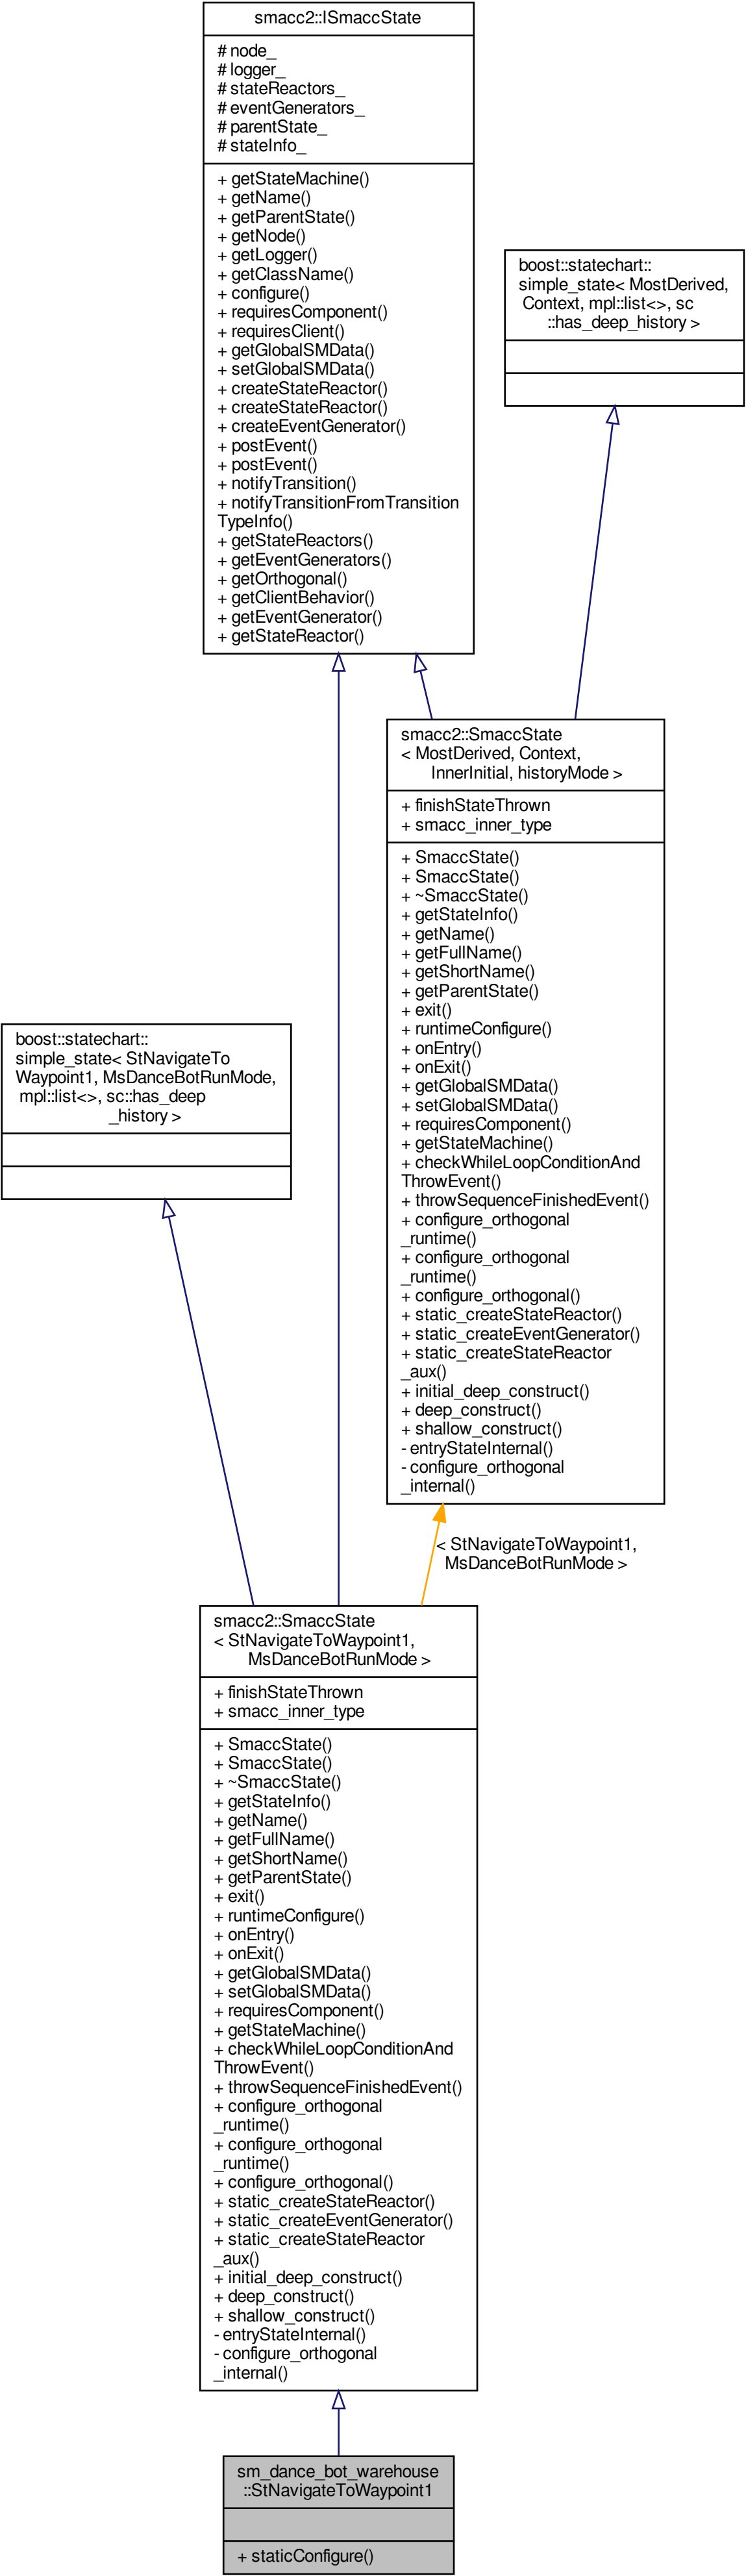 smacc2::ISmaccState
# node_
# logger_
# stateReactors_
# eventGenerators_
# parentState_
# stateInfo_
+ getStateMachine()
+ getName()
+ getParentState()
+ getNode()
+ getLogger()
+ getClassName()
+ configure()
+ requiresComponent()
+ requiresClient()
+ getGlobalSMData()
+ setGlobalSMData()
+ createStateReactor()
+ createStateReactor()
+ createEventGenerator()
+ postEvent()
+ postEvent()
+ notifyTransition()
+ notifyTransitionFromTransition
TypeInfo()
+ getStateReactors()
+ getEventGenerators()
+ getOrthogonal()
+ getClientBehavior()
+ getEventGenerator()
+ getStateReactor()
boost::statechart::
simple_state< MostDerived,
Context, mpl::list<>, sc
::has_deep_history >
smacc2::SmaccState
< MostDerived, Context,
InnerInitial, historyMode >
+ finishStateThrown
+ smacc_inner_type
+ SmaccState()
+ SmaccState()
+ ~SmaccState()
+ getStateInfo()
+ getName()
+ getFullName()
+ getShortName()
+ getParentState()
+ exit()
+ runtimeConfigure()
+ onEntry()
+ onExit()
+ getGlobalSMData()
+ setGlobalSMData()
+ requiresComponent()
+ getStateMachine()
+ checkWhileLoopConditionAnd
ThrowEvent()
+ throwSequenceFinishedEvent()
+ configure_orthogonal
_runtime()
+ configure_orthogonal
_runtime()
+ configure_orthogonal()
+ static_createStateReactor()
+ static_createEventGenerator()
+ static_createStateReactor
_aux()
+ initial_deep_construct()
+ deep_construct()
+ shallow_construct()
- entryStateInternal()
- configure_orthogonal
_internal()
boost::statechart::
simple_state< StNavigateTo
Waypoint1, MsDanceBotRunMode,
mpl::list<>, sc::has_deep
_history >
< StNavigateToWaypoint1,
MsDanceBotRunMode >
smacc2::SmaccState
< StNavigateToWaypoint1,
MsDanceBotRunMode >
+ finishStateThrown
+ smacc_inner_type
+ SmaccState()
+ SmaccState()
+ ~SmaccState()
+ getStateInfo()
+ getName()
+ getFullName()
+ getShortName()
+ getParentState()
+ exit()
+ runtimeConfigure()
+ onEntry()
+ onExit()
+ getGlobalSMData()
+ setGlobalSMData()
+ requiresComponent()
+ getStateMachine()
+ checkWhileLoopConditionAnd
ThrowEvent()
+ throwSequenceFinishedEvent()
+ configure_orthogonal
_runtime()
+ configure_orthogonal
_runtime()
+ configure_orthogonal()
+ static_createStateReactor()
+ static_createEventGenerator()
+ static_createStateReactor
_aux()
+ initial_deep_construct()
+ deep_construct()
+ shallow_construct()
- entryStateInternal()
- configure_orthogonal
_internal()
sm_dance_bot_warehouse
::StNavigateToWaypoint1
+ staticConfigure()